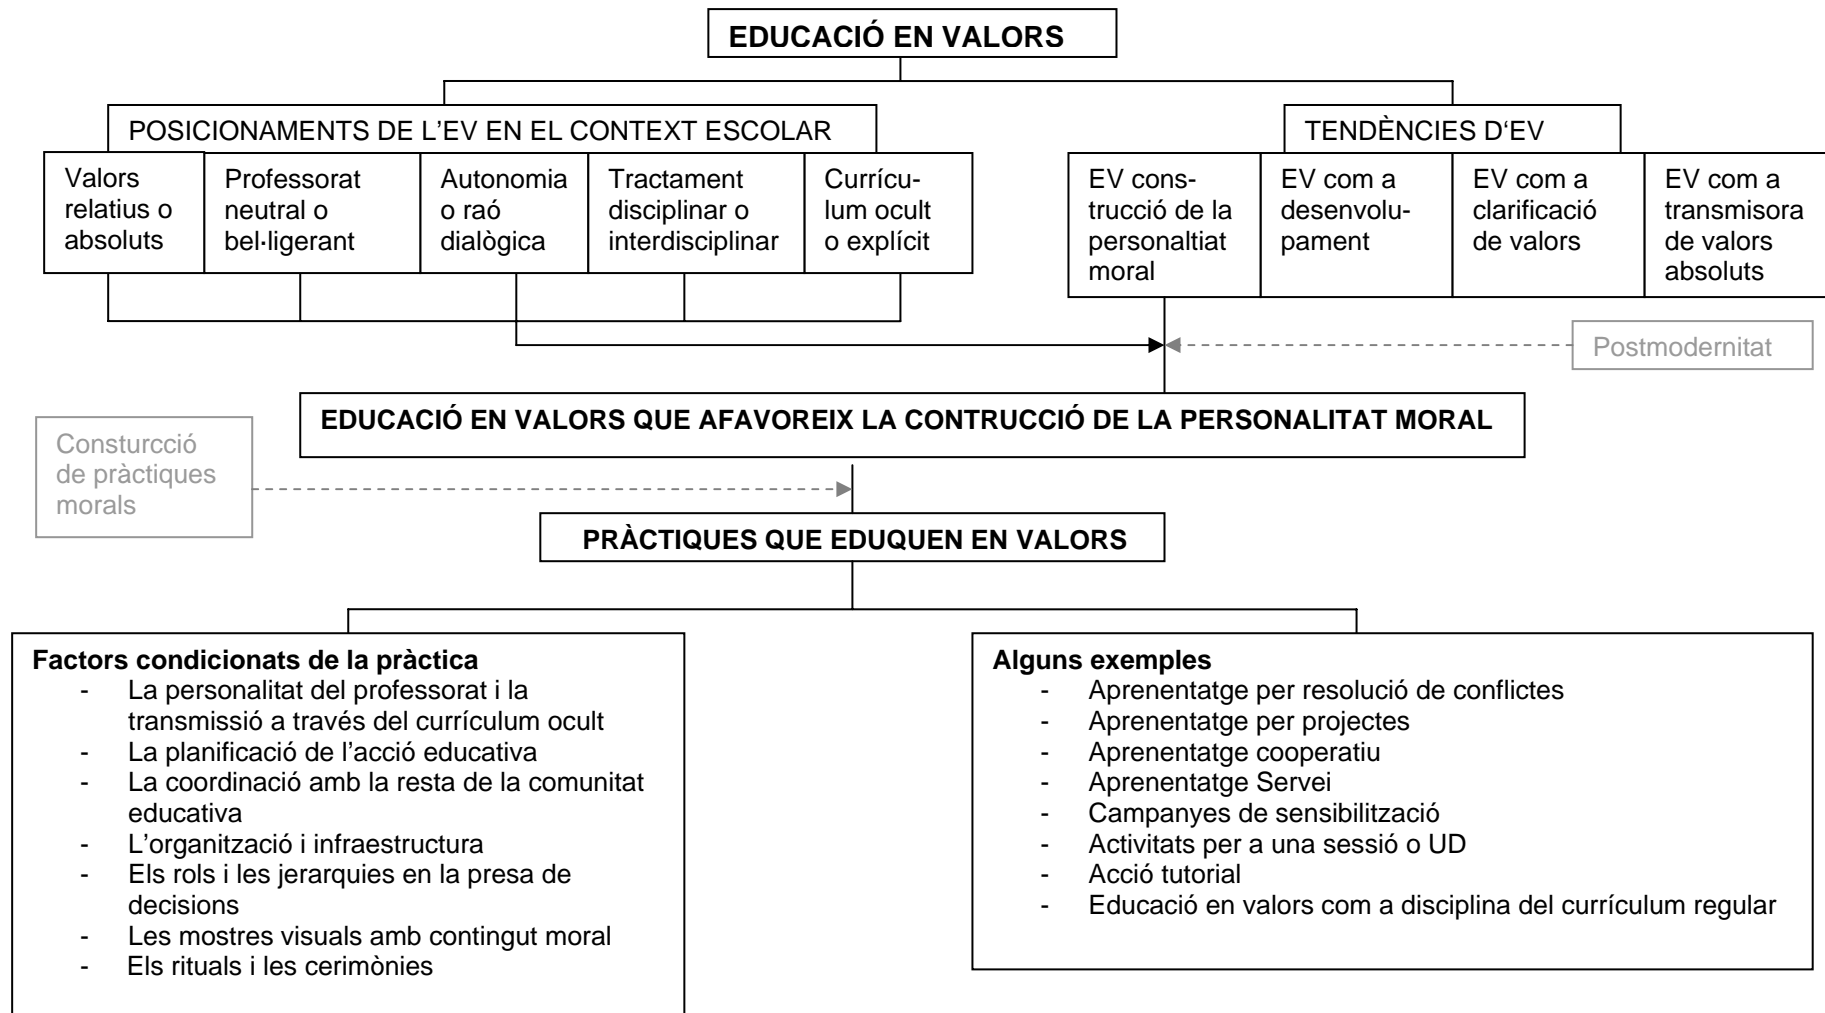 EDUCACIÓ EN VALORS
POSICIONAMENTS DE L’EV EN EL CONTEXT ESCOLAR
TENDÈNCIES D‘EV
Valors
relatius o
absoluts
Professorat
neutral o
bel·ligerant
Autonomia
o raó
dialògica
Tractament
disciplinar o
interdisciplinar
Currícu-
lum ocult
o explícit
EV cons-
trucció de la
personaltiat
moral
EV com a
desenvolu-
pament
EV com a
clarificació
de valors
EV com a
transmisora
de valors
absoluts
Postmodernitat
EDUCACIÓ EN VALORS QUE AFAVOREIX LA CONTRUCCIÓ DE LA PERSONALITAT MORAL
Consturcció
de pràctiques
morals
PRÀCTIQUES QUE EDUQUEN EN VALORS
Factors condicionats de la pràctica
- La personalitat del professorat i la
transmissió a través del currículum ocult
- La planificació de l’acció educativa
- La coordinació amb la resta de la comunitat
educativa
- L’organització i infraestructura
- Els rols i les jerarquies en la presa de
decisions
- Les mostres visuals amb contingut moral
- Els rituals i les cerimònies
Alguns exemples
- Aprenentatge per resolució de conflictes
- Aprenentatge per projectes
- Aprenentatge cooperatiu
- Aprenentatge Servei
- Campanyes de sensibilització
- Activitats per a una sessió o UD
- Acció tutorial
- Educació en valors com a disciplina del currículum regular